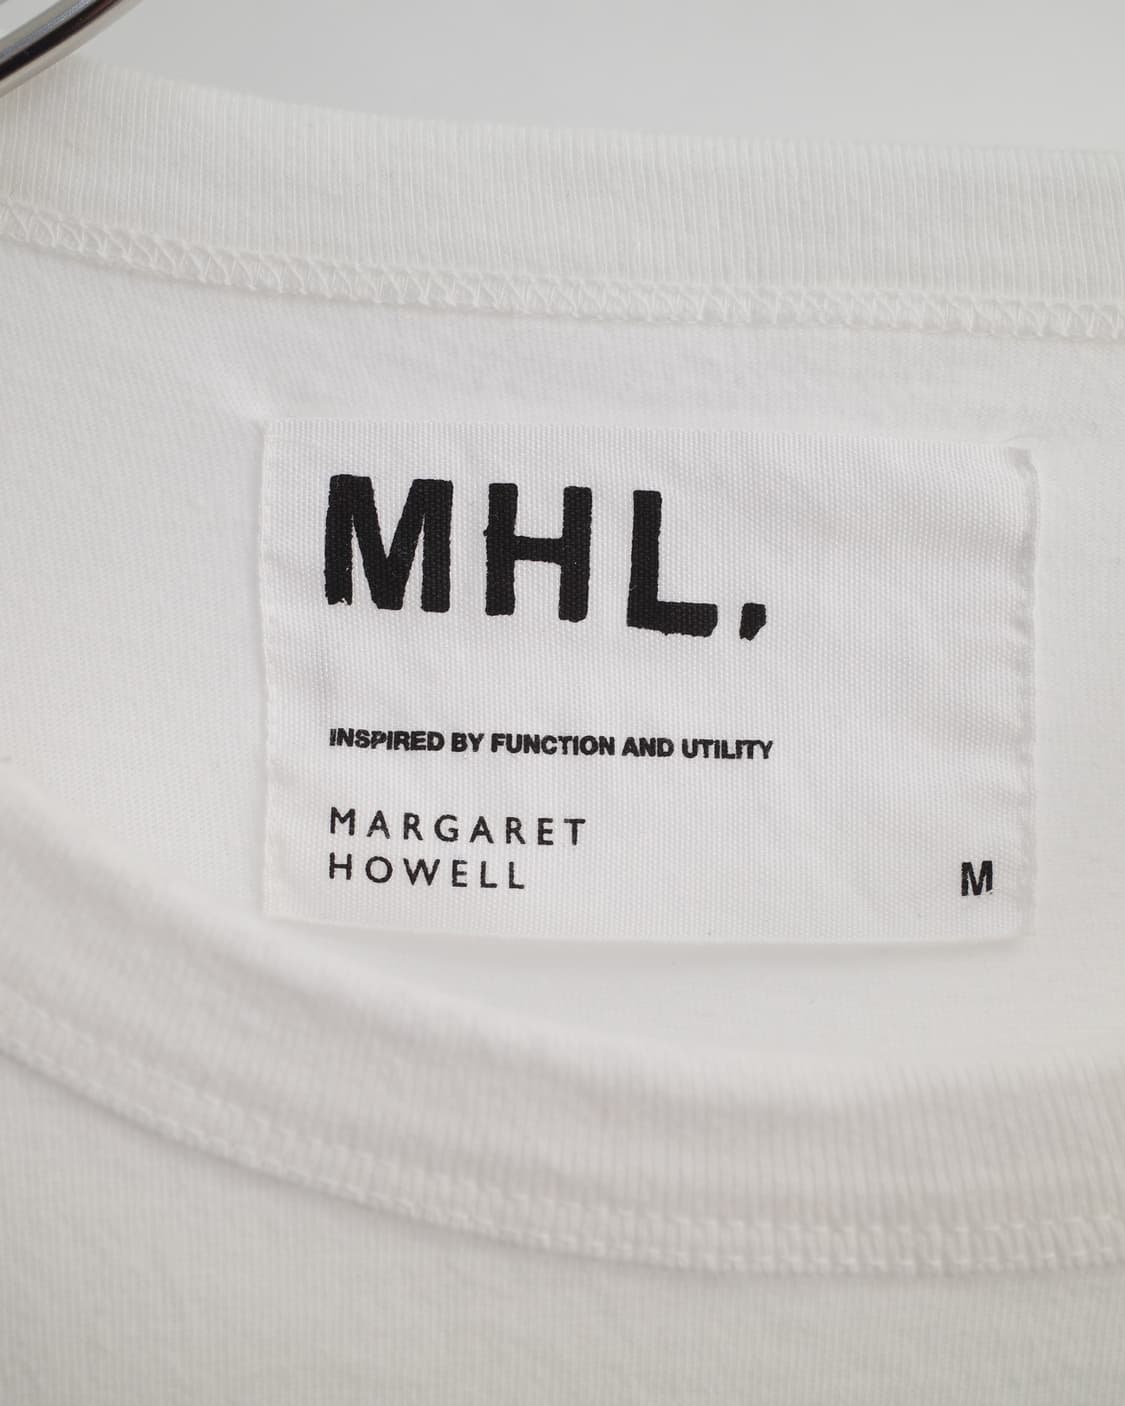 MHL.
INSPIRED BY FUNCTION AND UTILITY
MARGARET
HOWELL
M